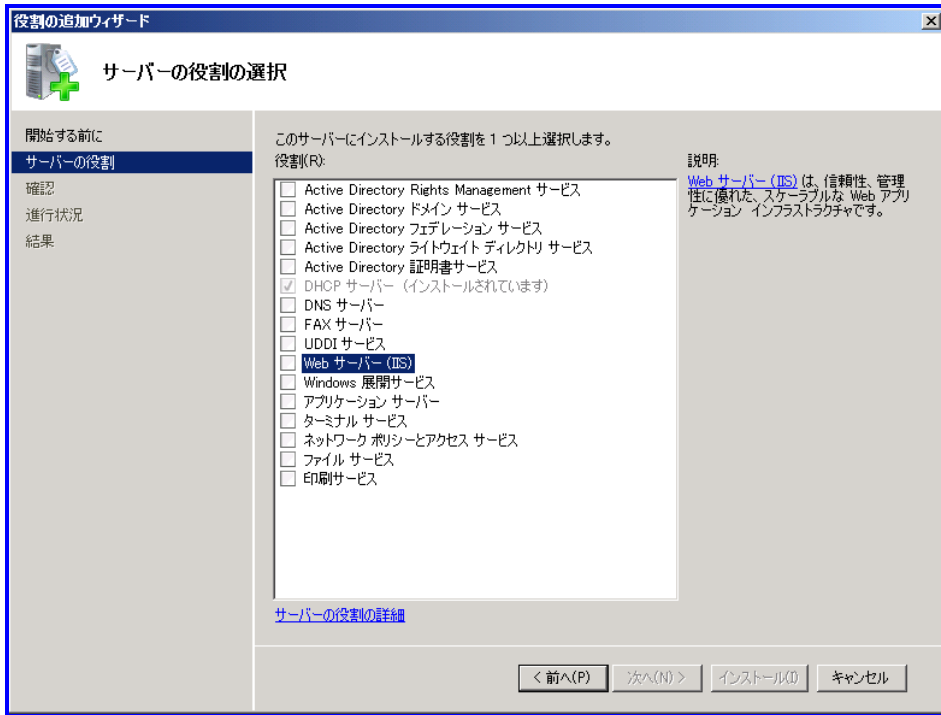 役割の追加ウィザード
サーバーの役割の選択
開始する前に
サーバーの役割
確認
進行状況
結果
このサーバーにインストールする役割を 1 つ以上選択します。
役割(R):
Active Directory Rights Management サービス
Active Directory ドメイン サービス
Active Directory フェデレーション サービス
Active Directory ライトウェイト ディレクトリ サービス
Active Directory 証明書サービス
DHCP サーバー (インストールされています)
DNS サーバー
FAX サーバー
UDDI サービス
Web サーバー (IIS)
Windows 展開サービス
アプリケーション サーバー
ターミナル サービス
ネットワーク ポリシーとアクセス サービス
ファイル サービス
印刷サービス
サーバーの役割の詳細
説明:
Web サーバー (IIS) は、信頼性、管理
性に優れた、スケーラブルな Web アプリ
ケーション インフラストラクチャです。
< 前へ(P)
次へ(N) >
インストール(I)
キャンセル